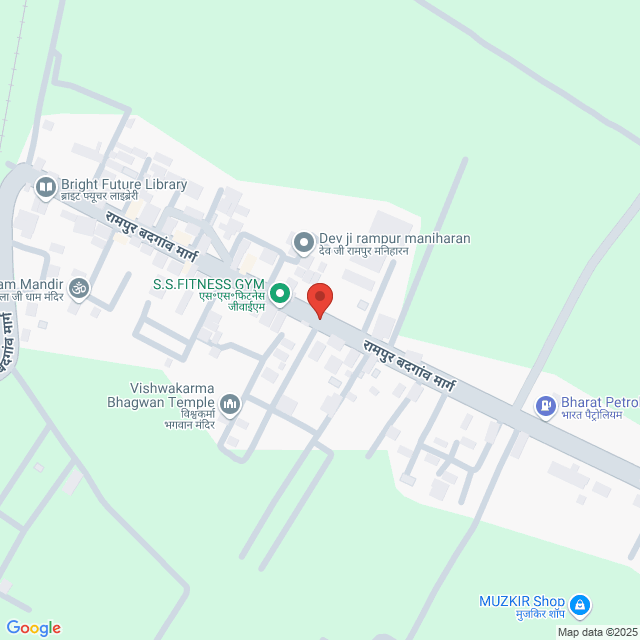 Bright Future Library
ब्राइट फ्यूचर लाइब्रेरी
रामपुर बदगांव मार्ग
Dev ji rampur maniharan
देव जी रामपुर मनिहारन
am Mandir
ला जी धाम मंदिर
S.S.FITNESS GYM
एस॰एस॰फिटनेस
जीवाईएम
बदगांव मार्ग
रामपुर बदगांव मार्ग
Vishwakarma
Bhagwan Temple
विश्वकर्मा
भगवान मंदिर
Bharat Petrol
भारत पैट्रोलियम
MUZKIR Shop
मुजकिर शॉप
Google
Map data ©2025